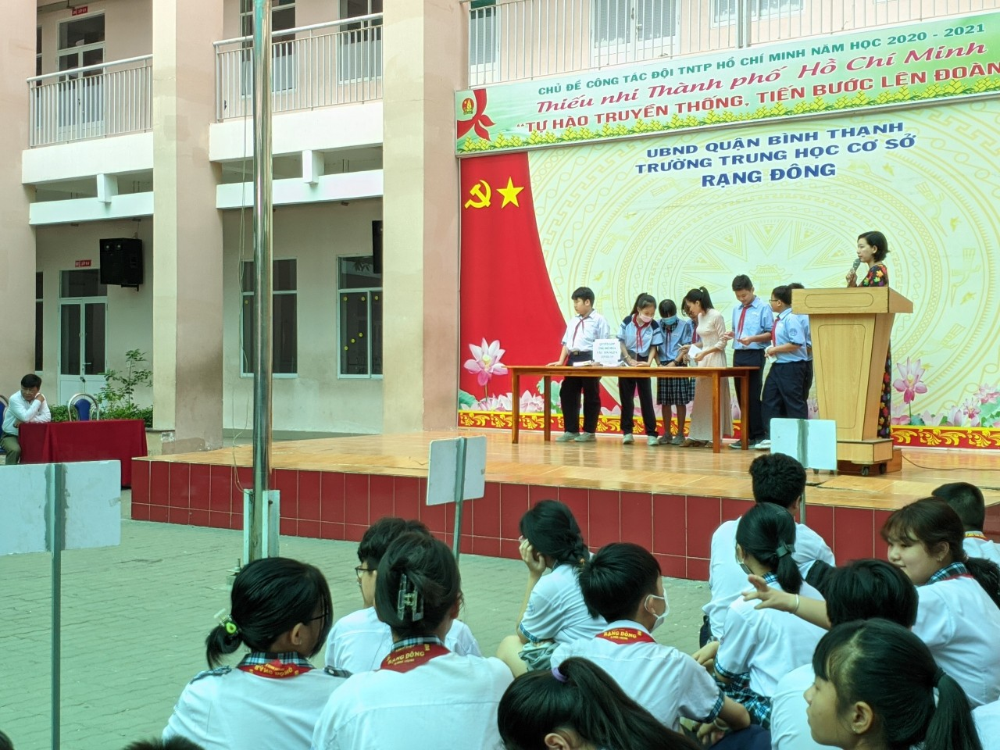 CHỦ ĐỀ CÔNG TÁC ĐỘI TNTP HỒ CHÍ MINH NĂM HỌC 2020 - 2021
Thiếu nhi Thành phố Hồ Chí Minh
"TỰ HÀO TRUYỀN THỐNG, TIẾN BƯỚC LÊN ĐOÀN
UBND QUẬN BÌNH THẠNH
TRƯỜNG TRUNG HỌC CƠ SỞ
RẠNG ĐÔNG
RẠNG ĐÔNG
RẠNG ĐÔNG
RẠNG ĐÔNG